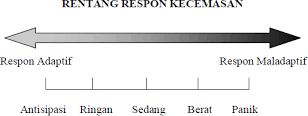 RENTANG RESPON KECEMASAN
Respon Adaptif Respon Maladaptif
Antisipasi Ringan Sedang Berat Panik